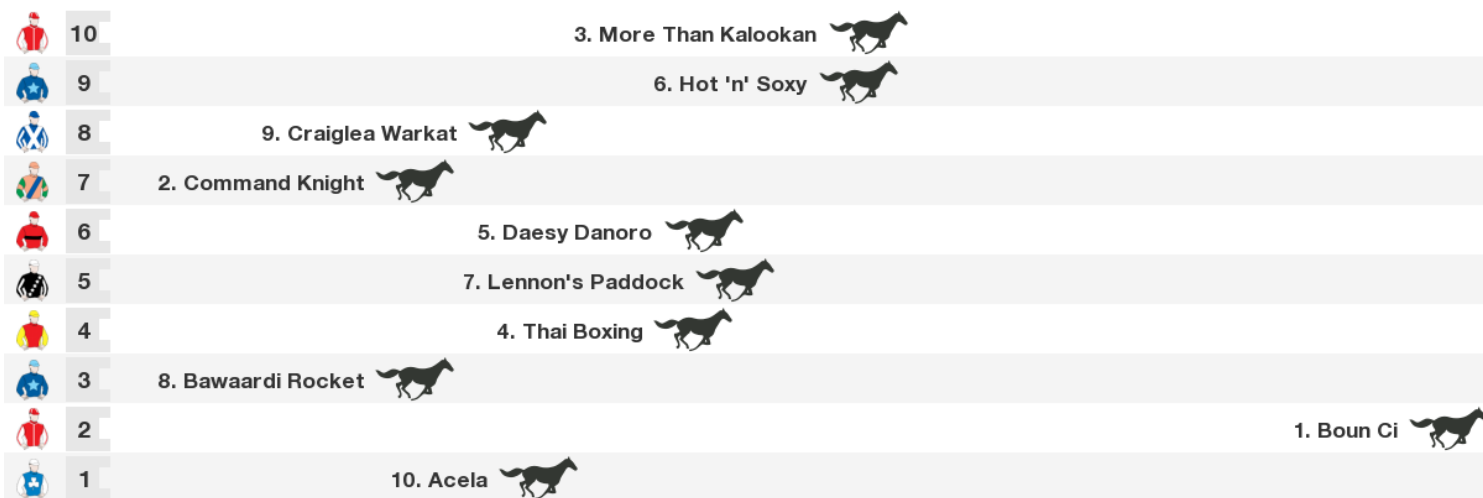 10 3. More Than Kalookan
9 6. Hot 'n' Soxy
8 9. Craiglea Warkat
7 2. Command Knight
6 5. Daesy Danoro
5 7. Lennon's Paddock
4 4. Thai Boxing
3 8. Bawaardi Rocket
2 1. Boun Ci
1 10. Acela